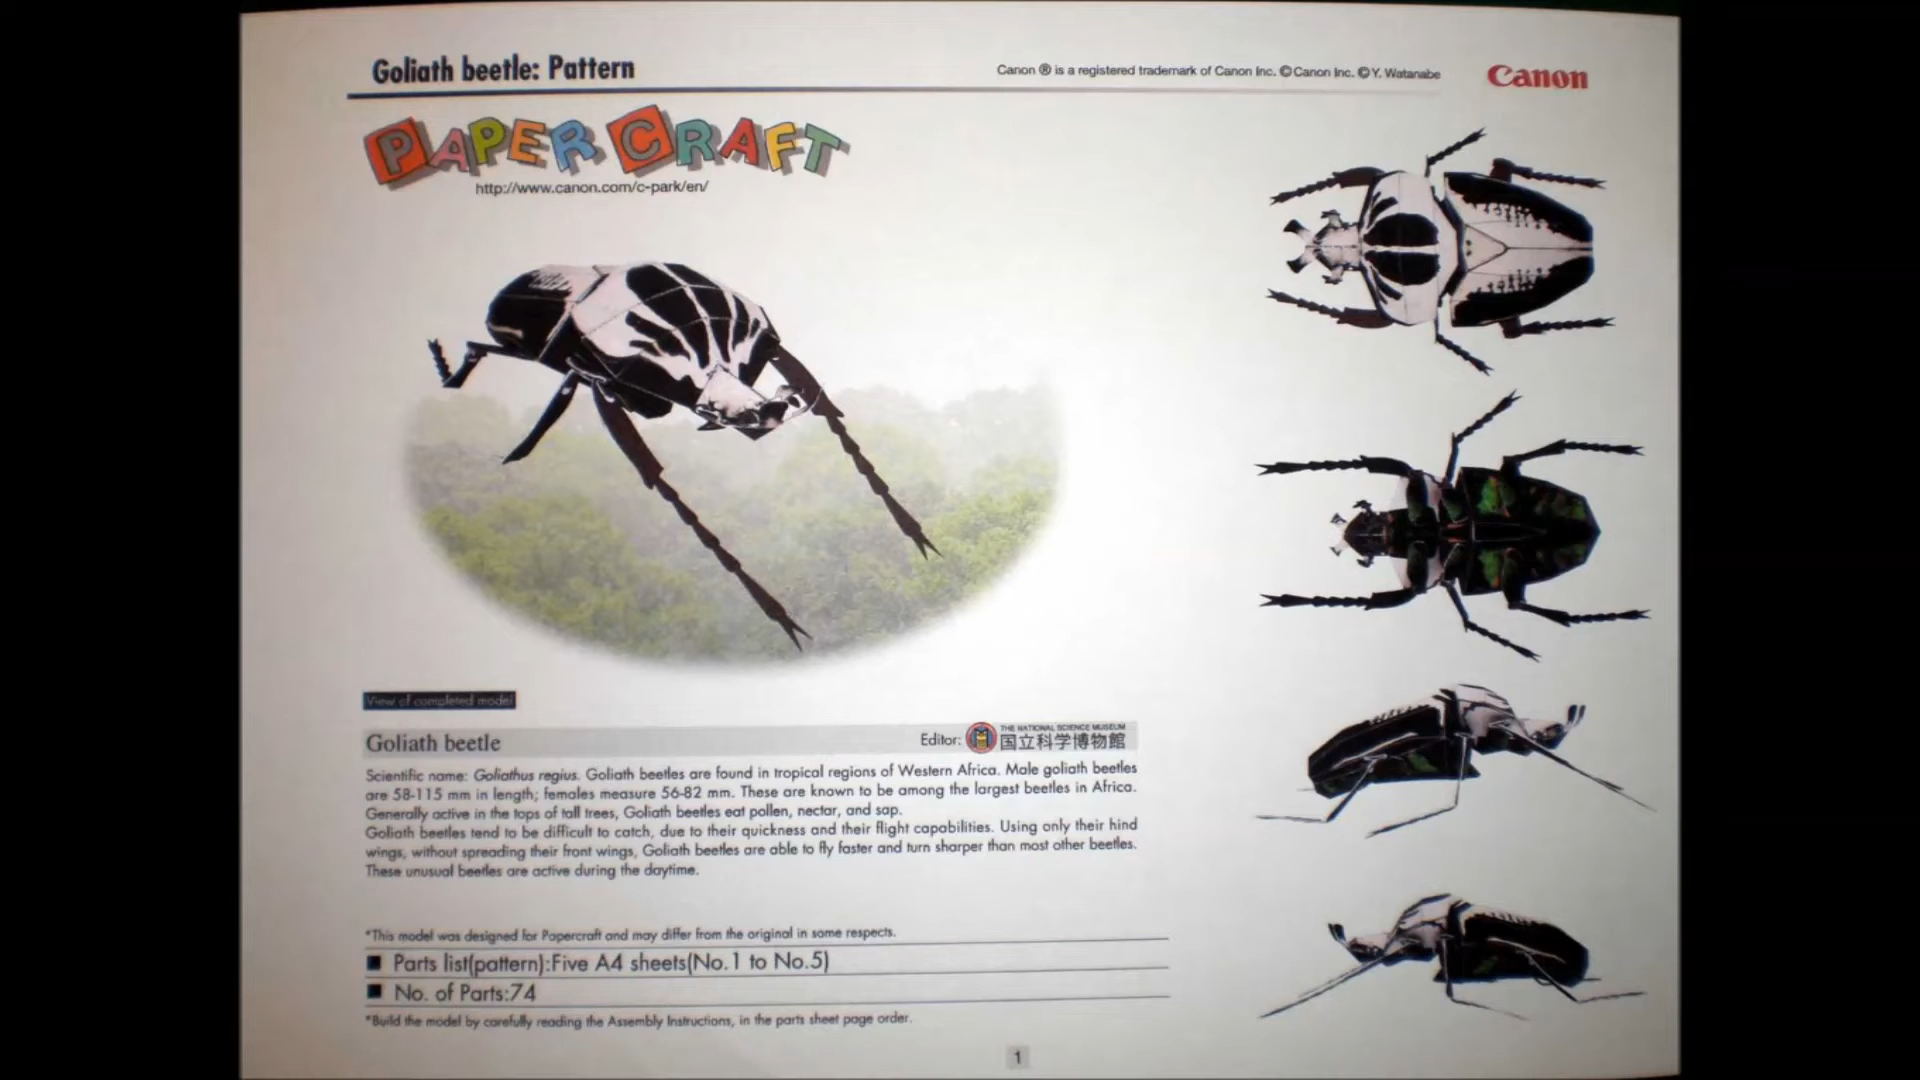 Goliath beetle: Pattern
Canon ® is a registered trademark of Canon Inc. ©Canon Inc. ©Y. Watanabe
Canon
PAPER CRAFT
http://www.canon.com/c-park/en/
View of completed model
Goliath beetle
Editor:
THE NATIONAL SCIENCE MUSEUM
国立科学博物館
Scientific name: Goliathus regius. Goliath beetles are found in tropical regions of Western Africa. Male goliath beetles
are 58-115 mm in length; females measure 56-82 mm. These are known to be among the largest beetles in Africa.
Generally active in the tops of tall trees, Goliath beetles eat pollen, nectar, and sap.
Goliath beetles tend to be difficult to catch, due to their quickness and their flight capabilities. Using only their hind
wings, without spreading their front wings, Goliath beetles are able to fly faster and turn sharper than most other beetles.
These unusual beetles are active during the daytime.
*This model was designed for Papercraft and may differ from the original in some respects.
■ Parts list(pattern):Five A4 sheets(No.1 to No.5)
■ No. of Parts:74
*Build the model by carefully reading the Assembly Instructions, in the parts sheet page order.
1